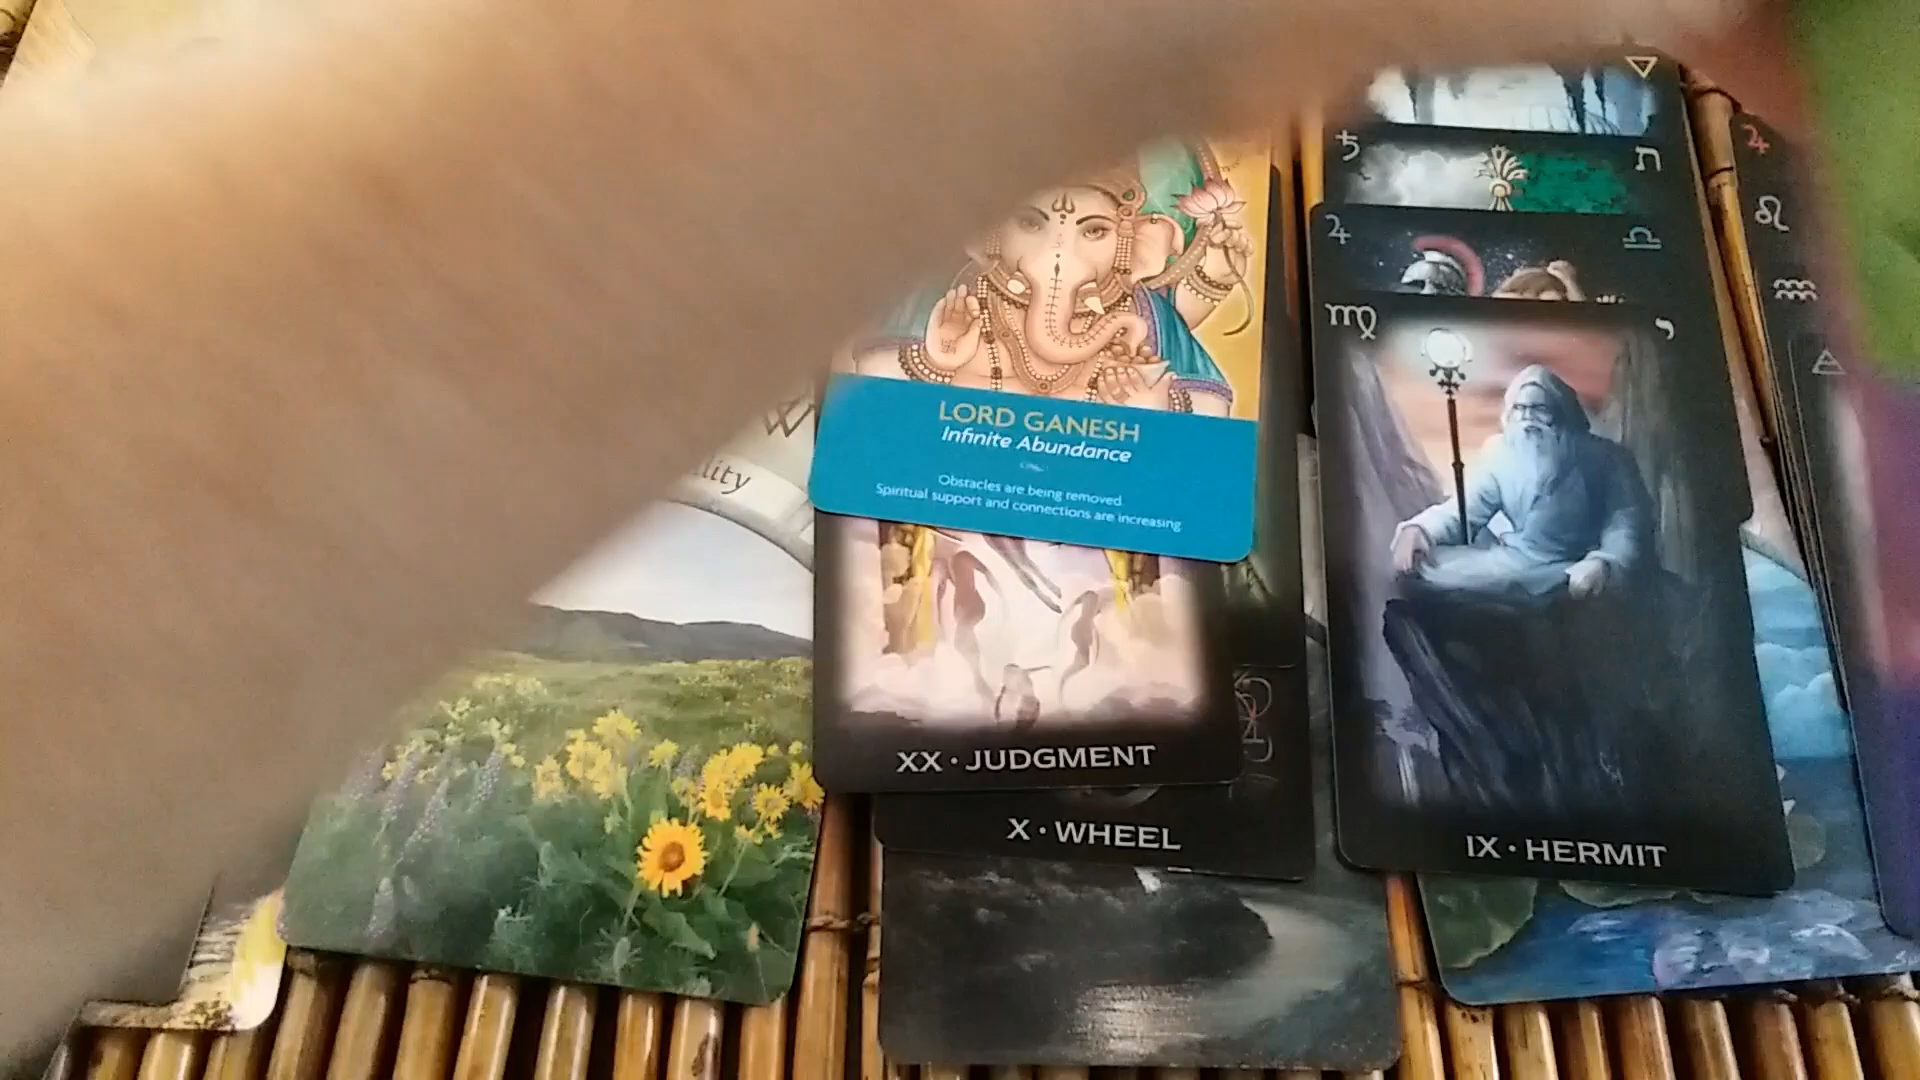 LORD GANESH
Infinite Abundance
Obstacles are being removed.
Spiritual support and connections are increasing
XX • JUDGMENT
X • WHEEL
IX • HERMIT
ת
י